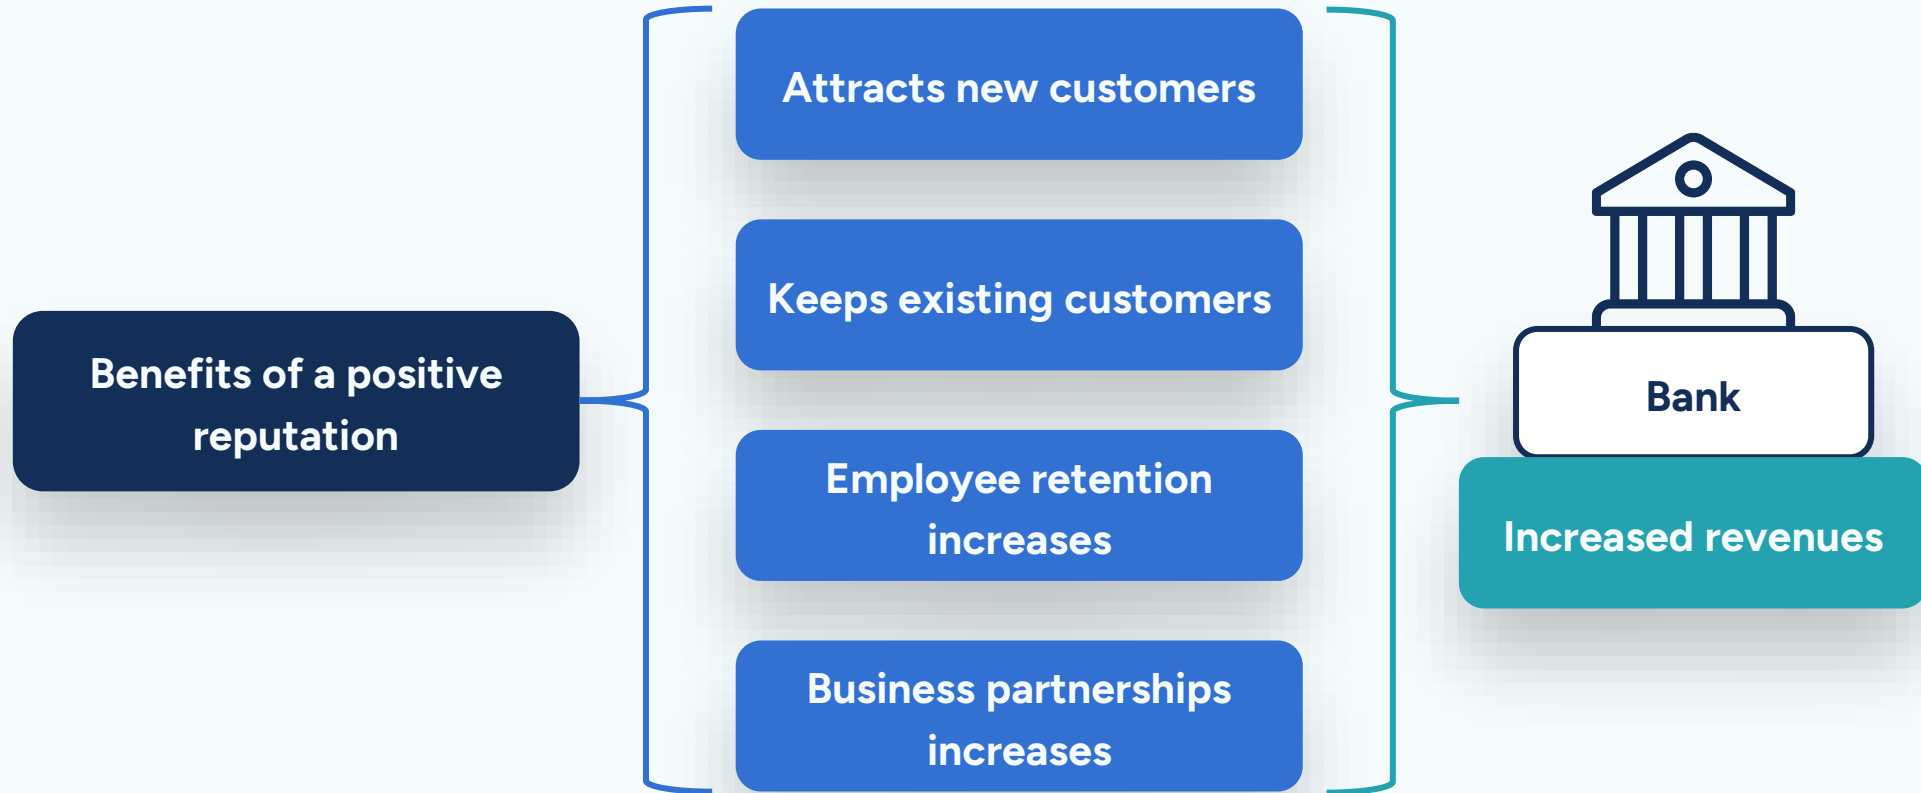 Benefits of a positive
reputation
Attracts new customers
Keeps existing customers
Employee retention
increases
Business partnerships
increases
Bank
Increased revenues